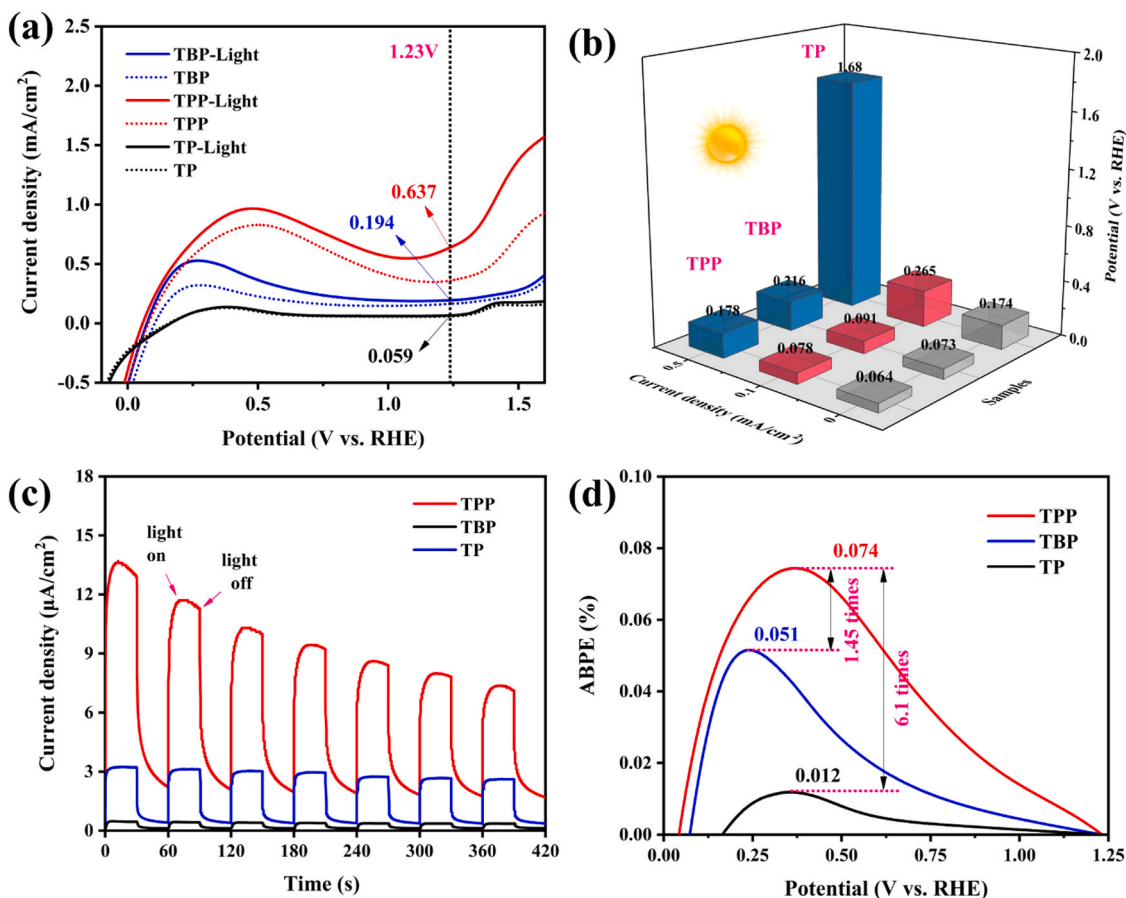 (a)
TBP-Light
TBP
TPP-Light
TPP
TP-Light
TP
1.23V
0.637
0.194
0.059
2.5
2.0
1.5
1.0
0.5
0.0
-0.5
0.0
0.5
1.0
1.5
Current density (mA/cm²)
Potential (V vs. RHE)
(b)
TP
TBP
TPP
1.68
0.216
0.178
0.265
0.091
0.078
0.174
0.073
0.064
2.0
1.6
1.2
0.8
0.4
0.0
Potential (V vs. RHE)
0.5
0.1
0
Current density (mA/cm²)
Samples
(c)
TPP
TBP
TP
light
on
light
off
18
15
12
9
6
3
0
0
60
120
180
240
300
360
420
Current density (μA/cm²)
Time (s)
(d)
TPP
TBP
TP
0.074
0.051
0.012
1.45 times
6.1 times
0.10
0.08
0.06
0.04
0.02
0.00
0.00
0.25
0.50
0.75
1.00
1.25
ABPE (%)
Potential (V vs. RHE)